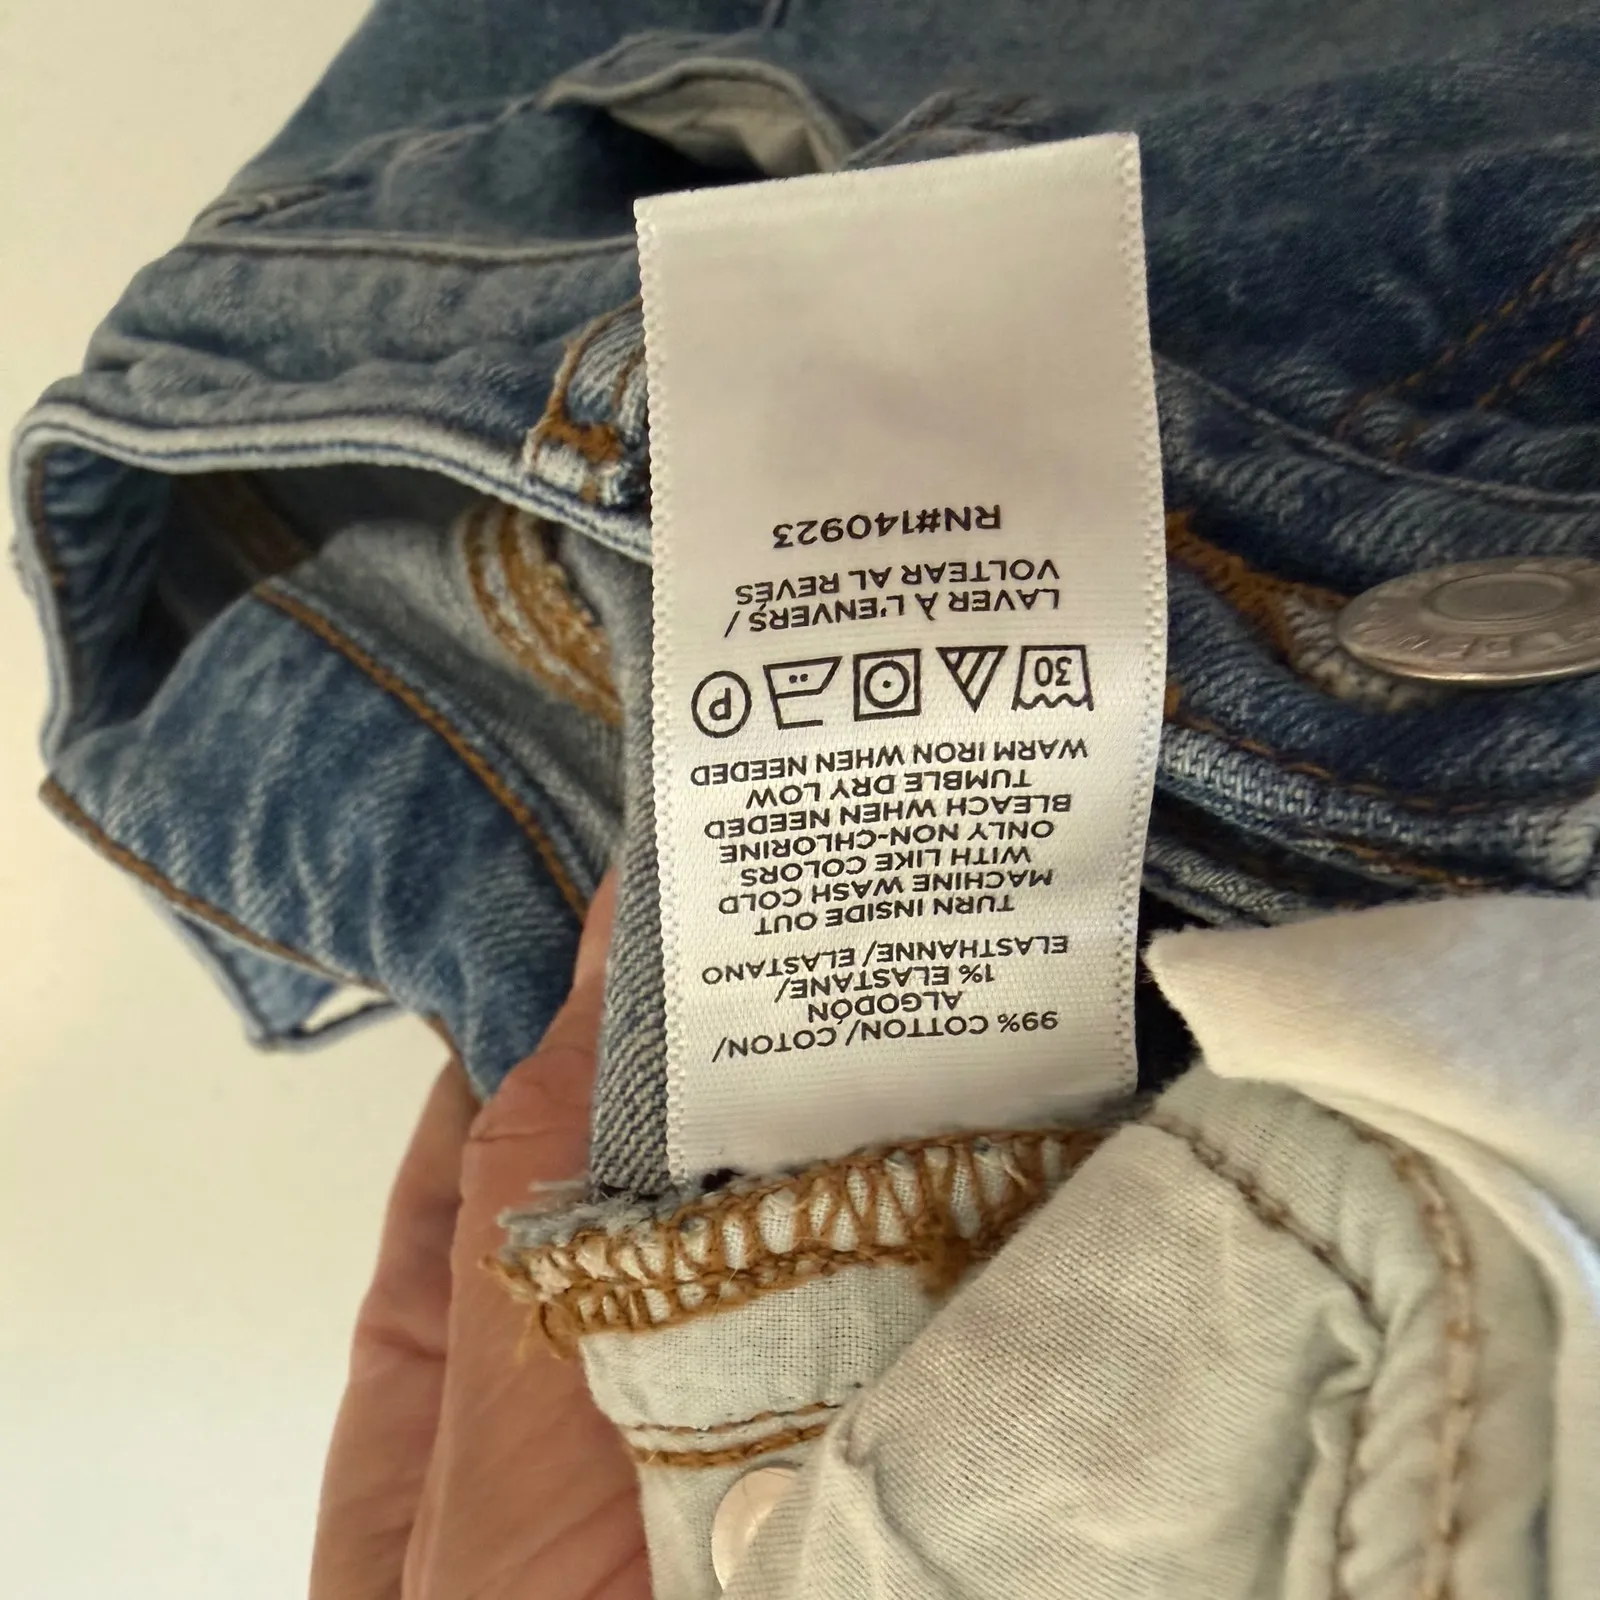 99% COTTON/ COTON/
ALGODÓN
1% ELASTANE/
ELASTHANNE/ ELASTANO
TURN INSIDE OUT
MACHINE WASH COLD
WITH LIKE COLORS
ONLY NON-CHLORINE
BLEACH WHEN NEEDED
TUMBLE DRY LOW
WARM IRON WHEN NEEDED
30 P
LAVER À L'ENVERS /
VOLTEAR AL REVÉS
RN#140923